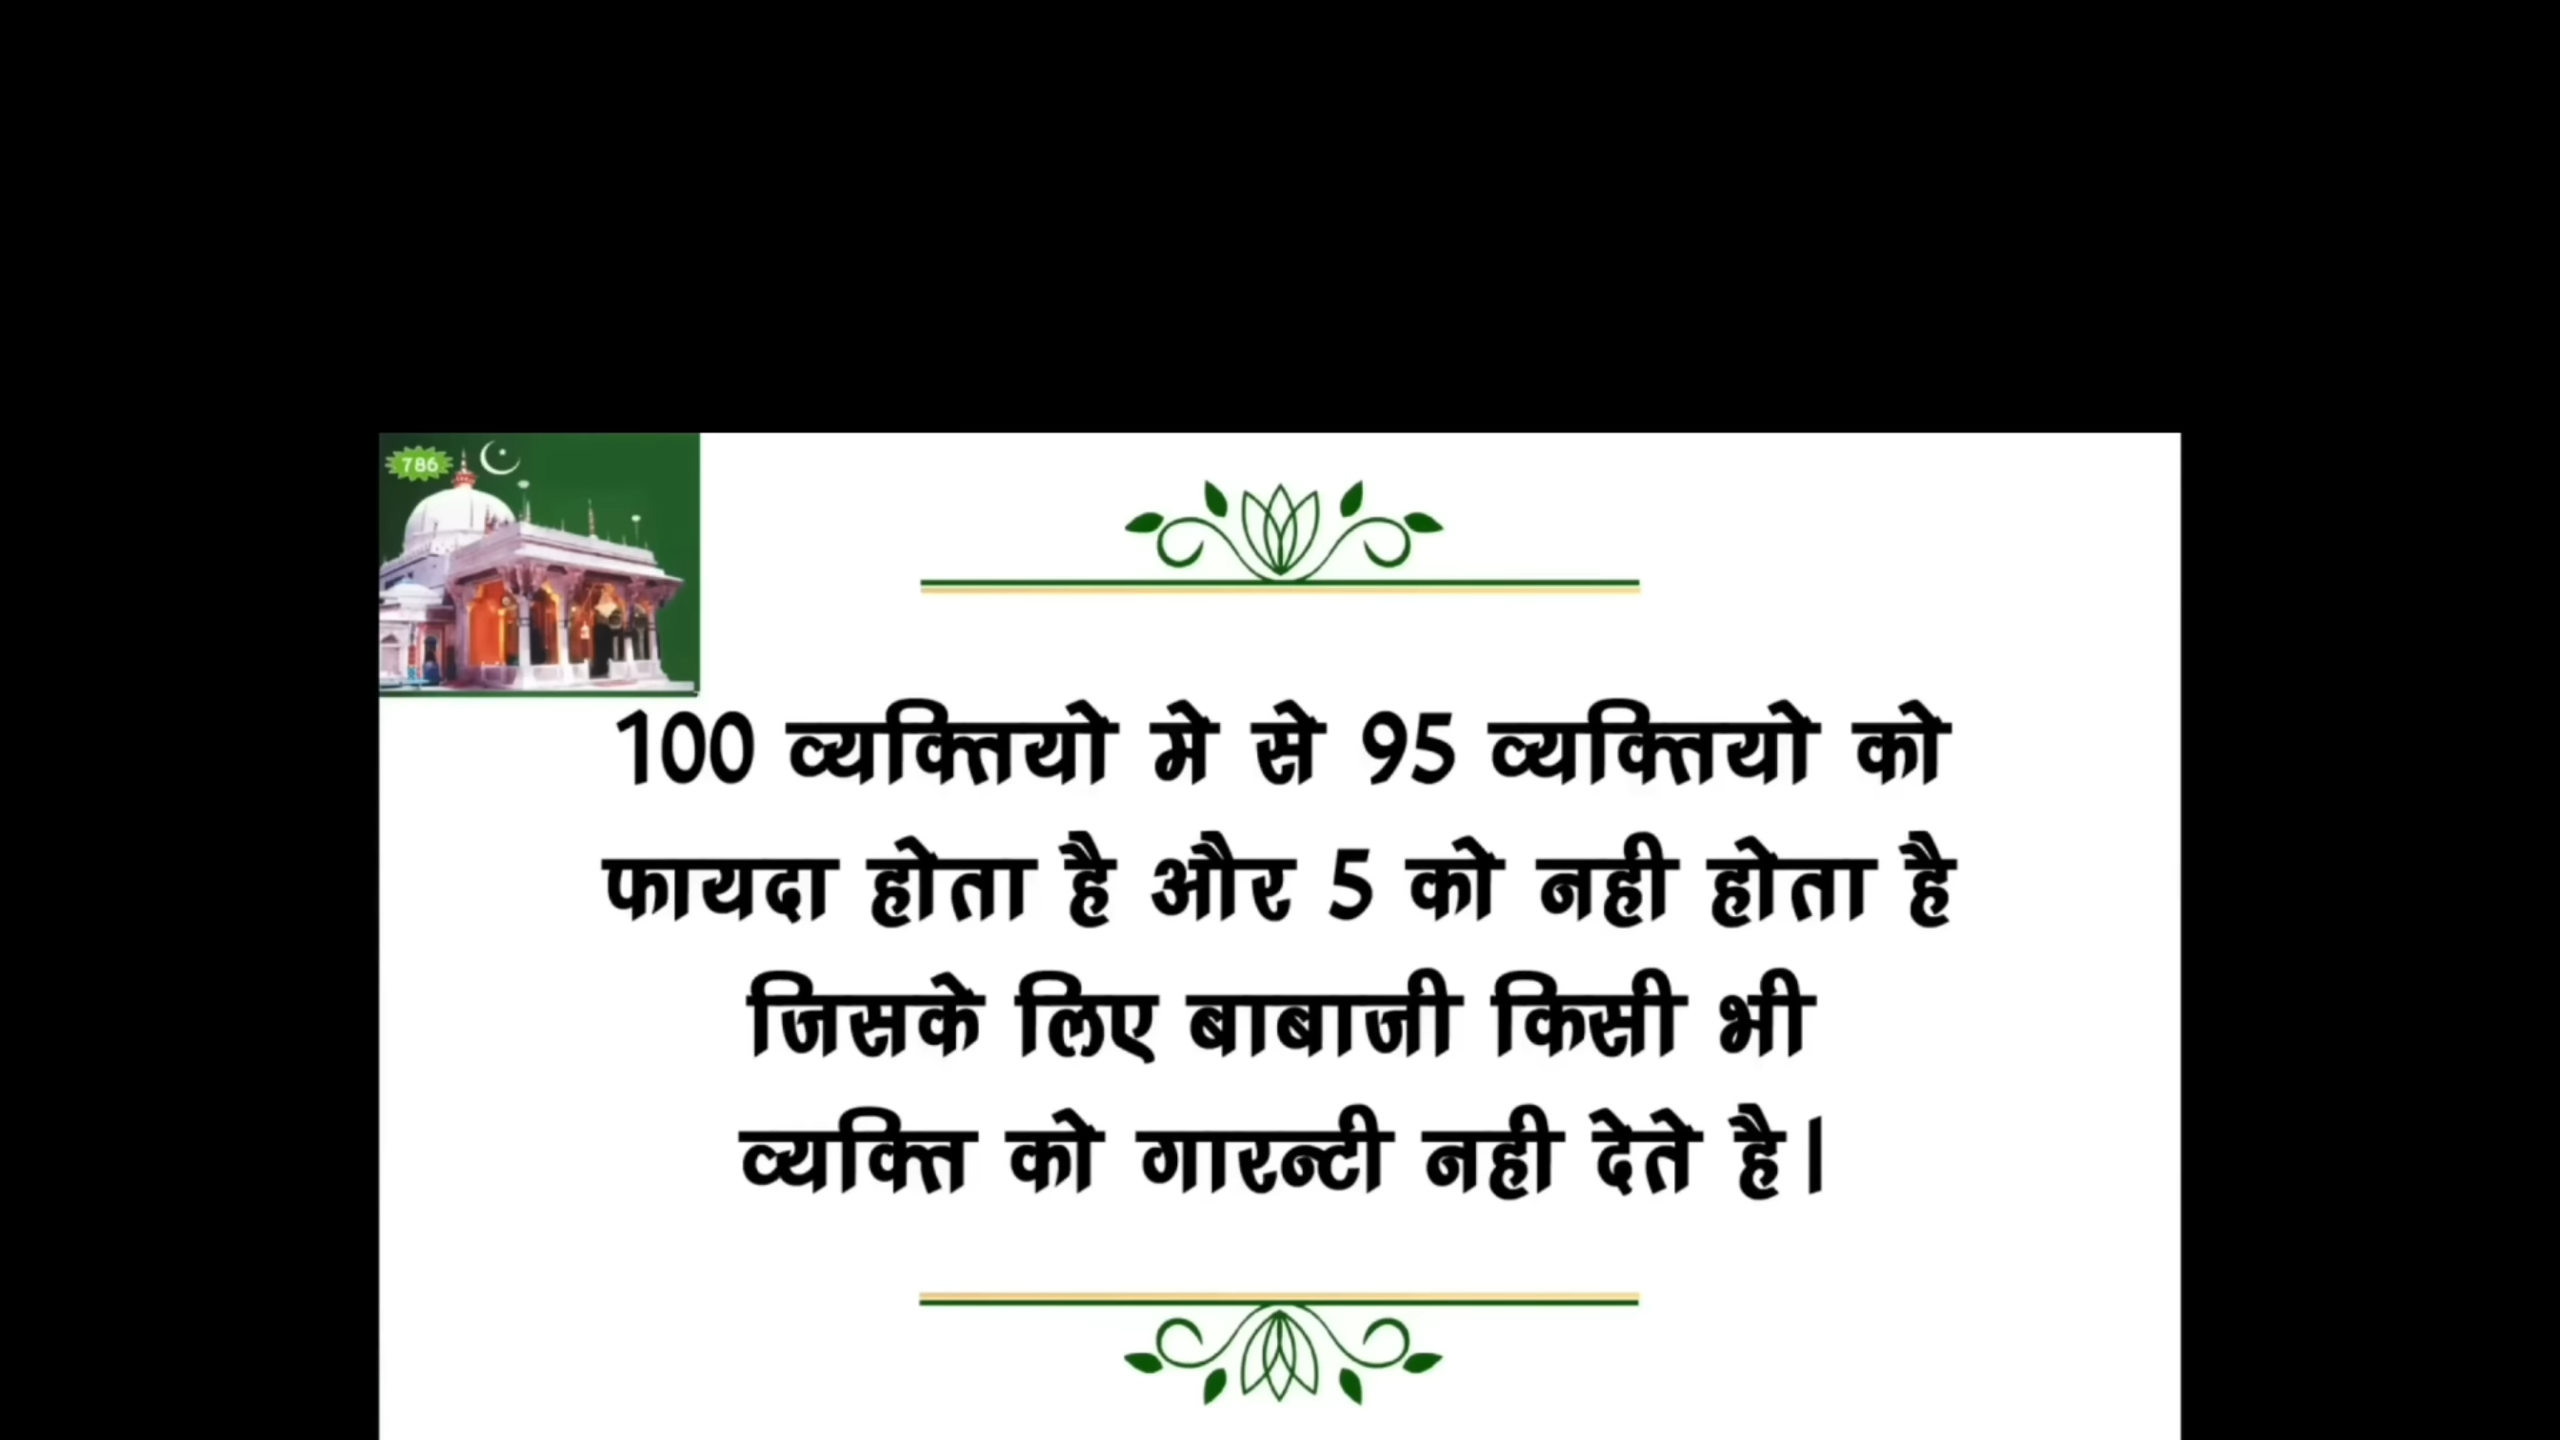 786
100 व्यक्तियो मे से 95 व्यक्तियो को
फायदा होता है और 5 को नही होता है
जिसके लिए बाबाजी किसी भी
व्यक्ति को गारन्टी नही देते है।